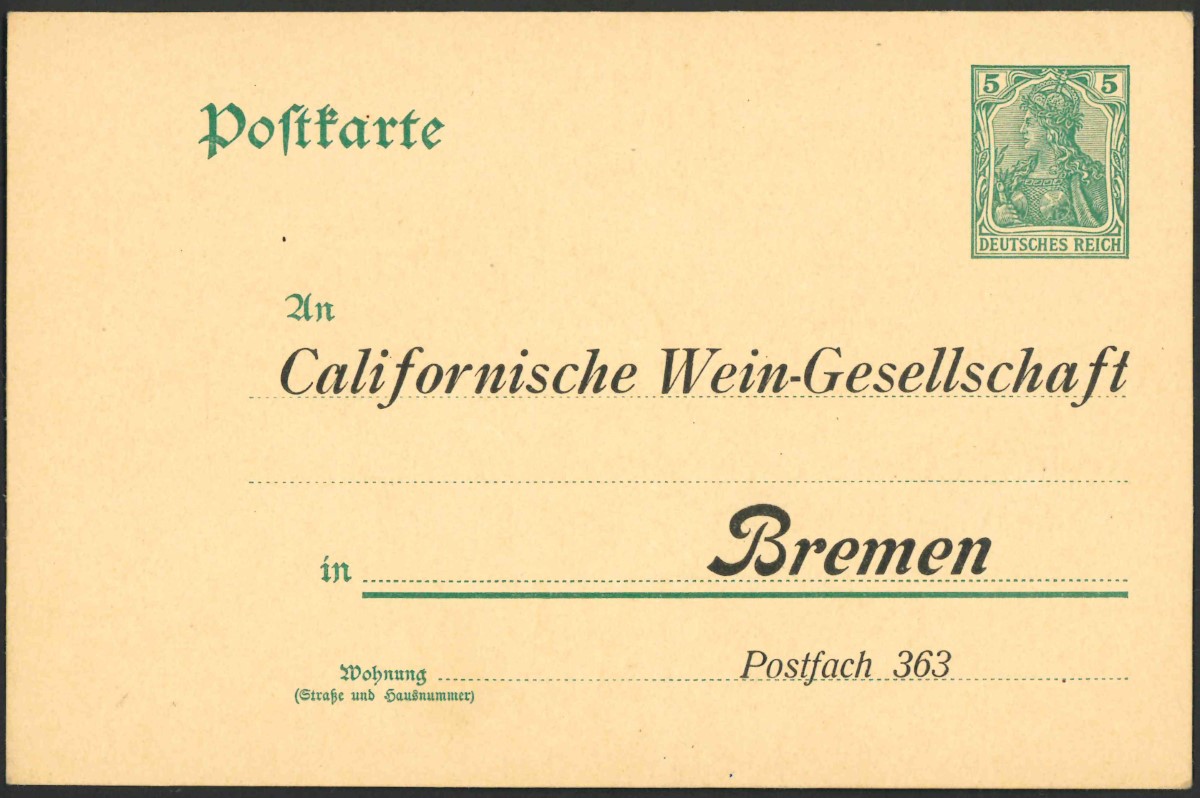 Postkarte
5 5
DEUTSCHES REICH
An
Californische Wein-Gesellschaft
in Bremen
Wohnung Postfach 363
(Straße und Hausnummer)